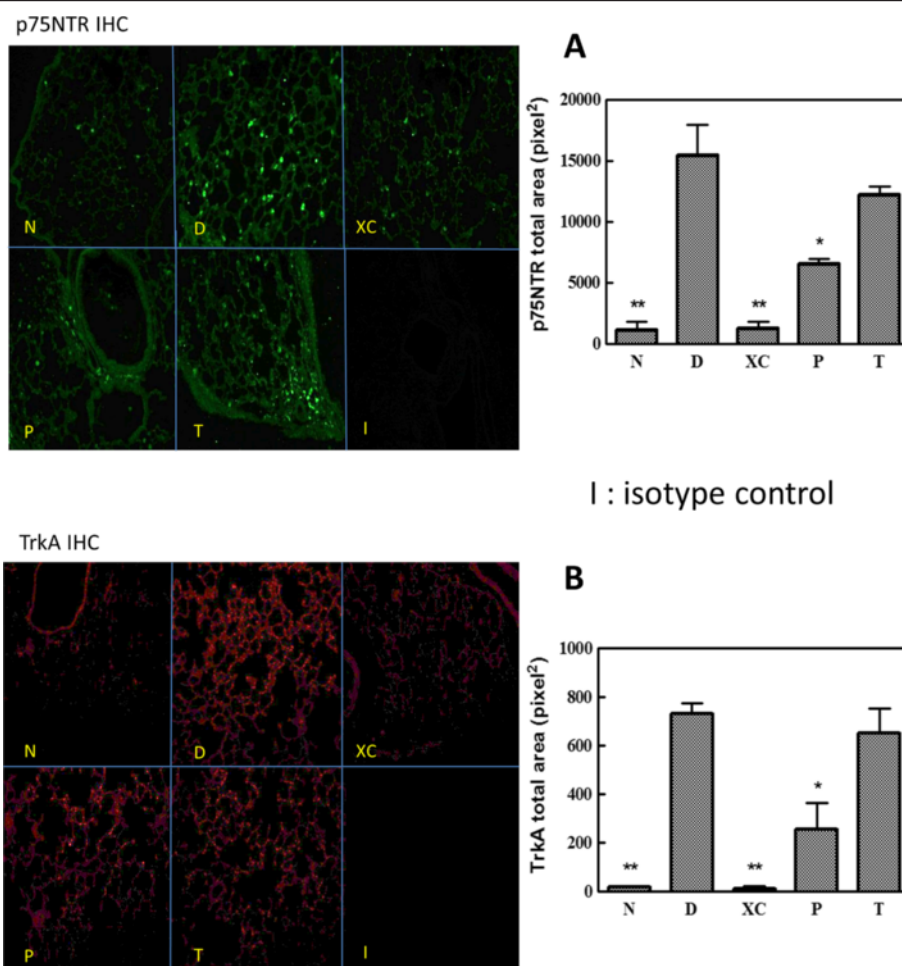 p75NTR IHC
N
D
XC
P
T
I
A
p75NTR total area (pixel²)
20000
15000
10000
5000
0
**
**
*
N D XC P T
I : isotype control
TrkA IHC
N
D
XC
P
T
I
B
TrkA total area (pixel²)
1000
800
600
400
200
0
**
**
*
N D XC P T